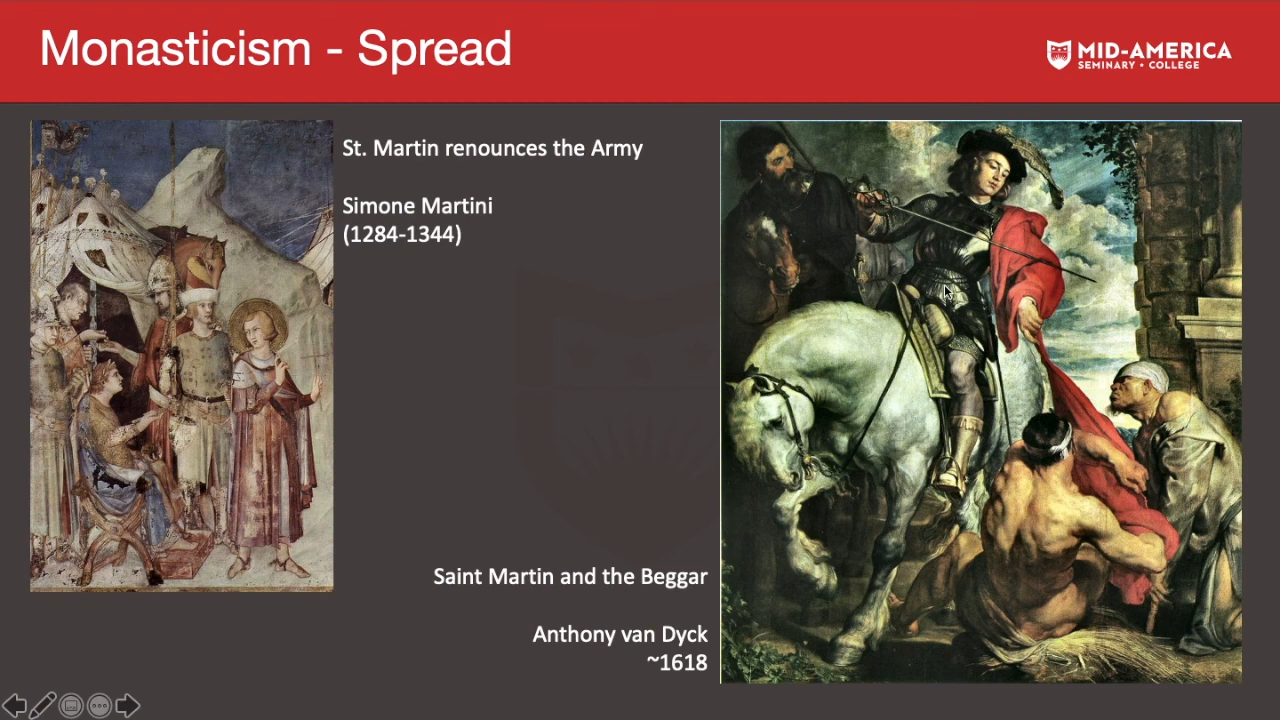 Monasticism - Spread
MID-AMERICA
SEMINARY • COLLEGE
St. Martin renounces the Army
Simone Martini
(1284-1344)
Saint Martin and the Beggar
Anthony van Dyck
~1618